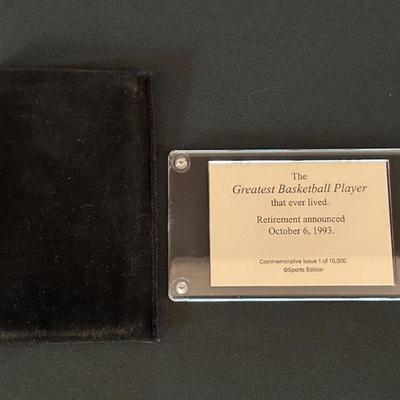 The
Greatest Basketball Player
that ever lived.
Retirement announced
October 6, 1993.
Commemorative Issue 1 of 10,000
©Sports Edition